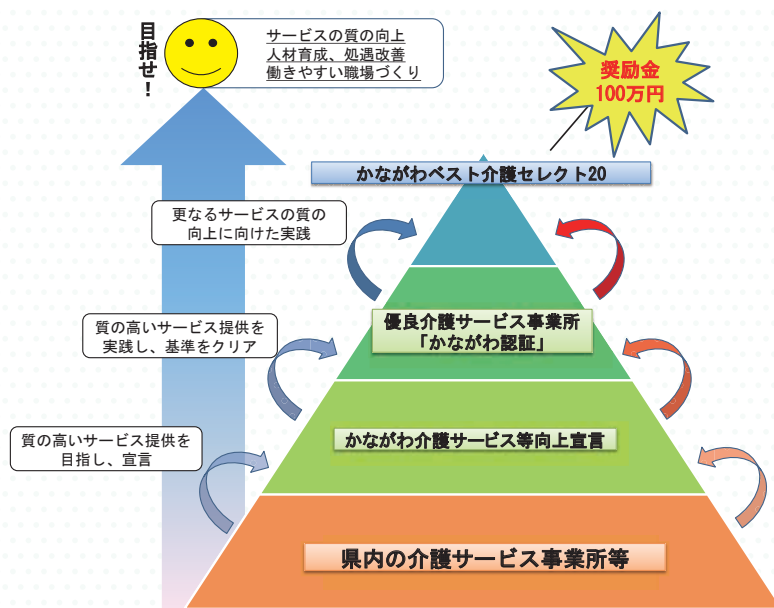 目指せ！
サービスの質の向上
人材育成、処遇改善
働きやすい職場づくり
奨励金
100万円
かながわベスト介護セレクト20
更なるサービスの質の
向上に向けた実践
優良介護サービス事業所
「かながわ認証」
質の高いサービス提供を
実践し、基準をクリア
かながわ介護サービス等向上宣言
質の高いサービス提供を
目指し、宣言
県内の介護サービス事業所等